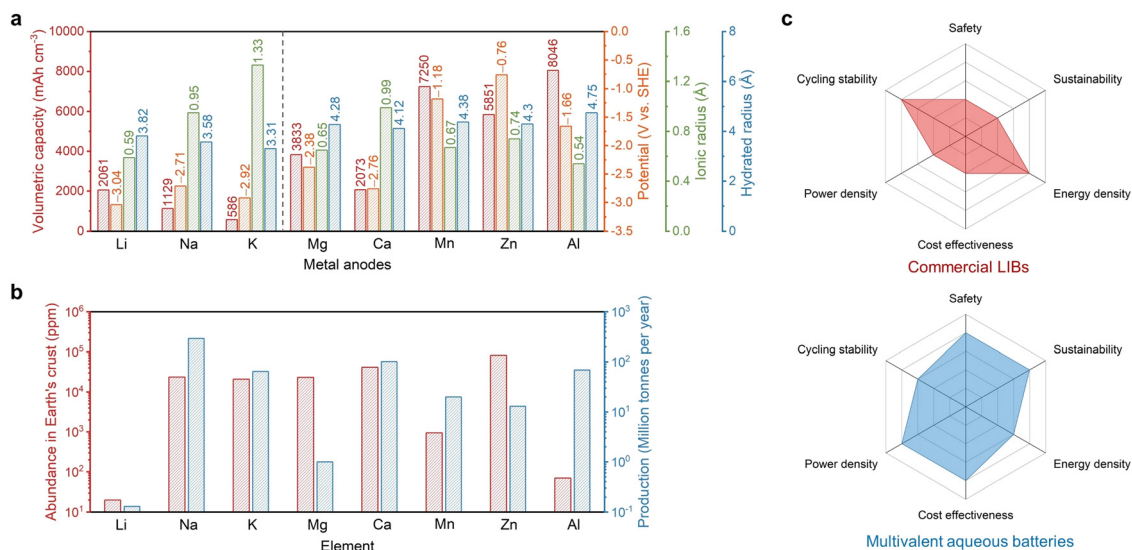 a
Volumetric capacity (mAh cm⁻³)
10000
8000
6000
4000
2000
0
2061
−3.04
0.59
3.82
1129
−2.71
0.95
3.58
586
−2.92
1.33
3.31
3833
−2.38
0.65
4.28
2073
−2.76
0.99
4.12
7250
−1.18
0.67
4.38
5851
−0.76
0.74
4.3
8046
−1.66
0.54
4.75
0.0
-0.5
-1.0
-1.5
-2.0
-2.5
-3.0
-3.5
Potential (V vs. SHE)
1.6
1.2
0.8
0.4
0.0
Ionic radius (Å)
8
6
4
2
0
Hydrated radius (Å)
Li Na K Mg Ca Mn Zn Al
Metal anodes
b
Abundance in Earth's crust (ppm)
10⁶
10⁵
10⁴
10³
10²
10¹
10³
10²
10¹
10⁰
10⁻¹
Production (Million tonnes per year)
Li Na K Mg Ca Mn Zn Al
Element
c
Safety
Cycling stability
Sustainability
Power density
Energy density
Cost effectiveness
Commercial LIBs
Safety
Cycling stability
Sustainability
Power density
Energy density
Cost effectiveness
Multivalent aqueous batteries